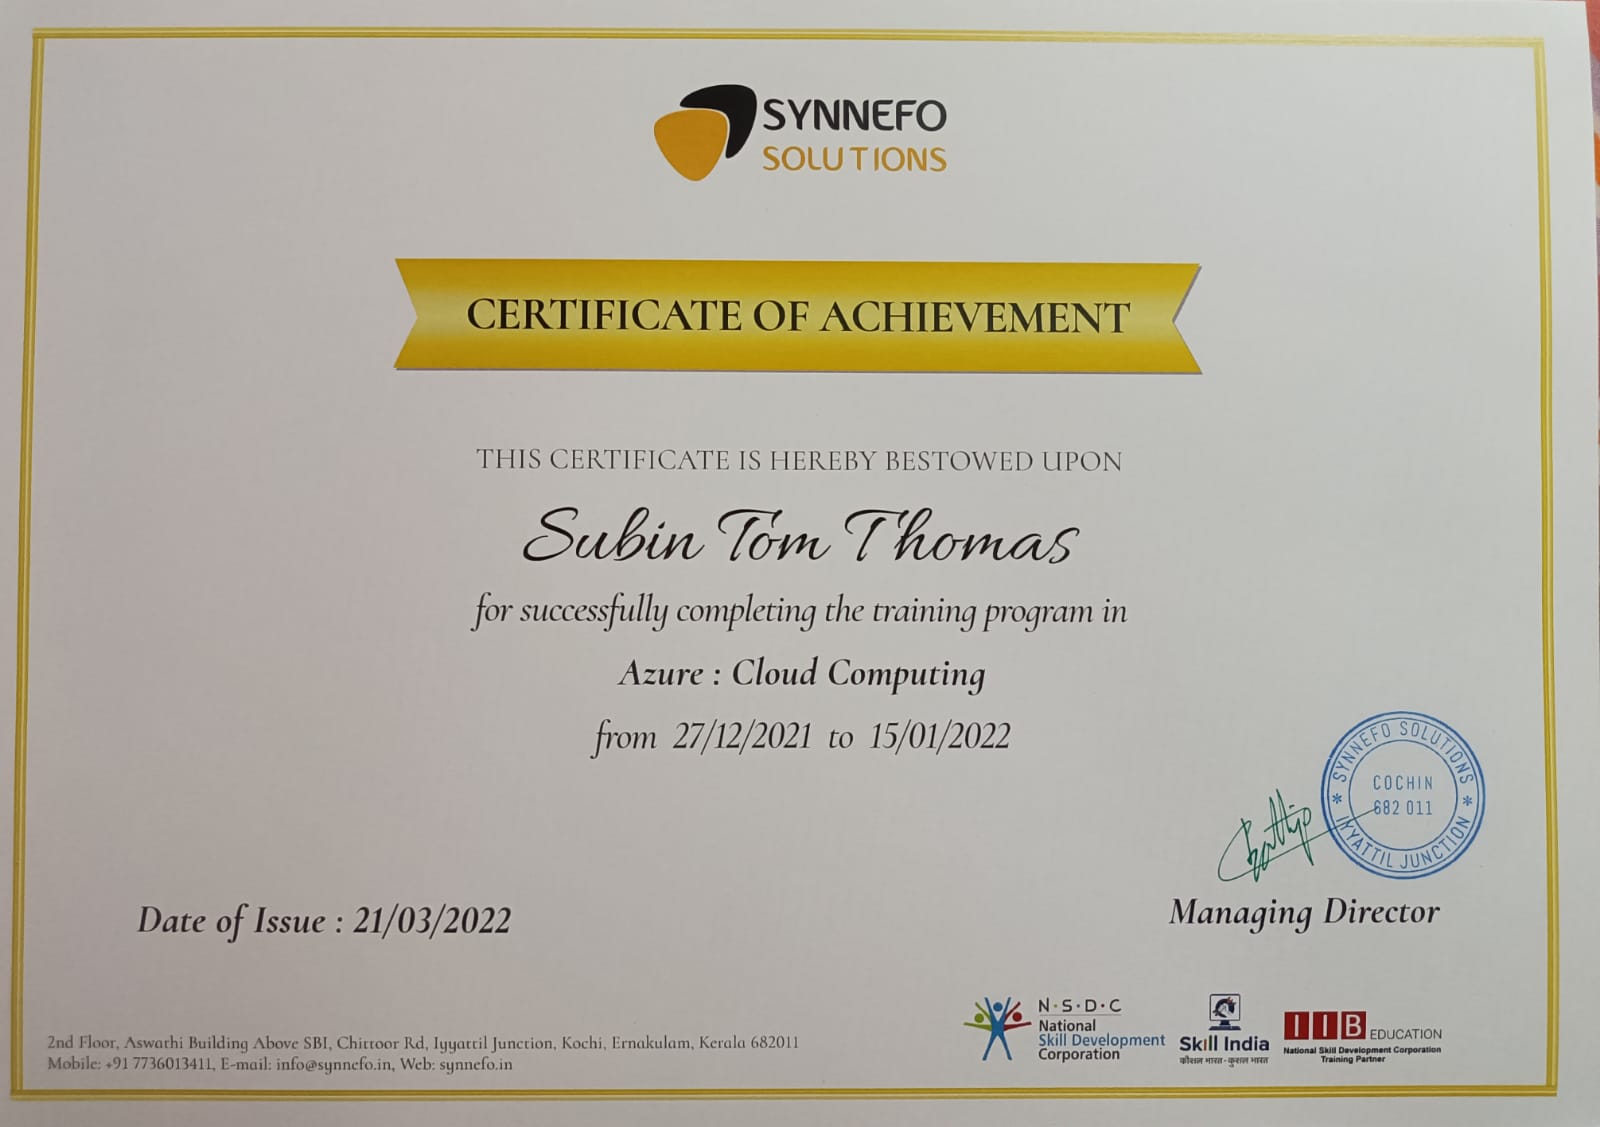 SYNNEFO
SOLUTIONS
CERTIFICATE OF ACHIEVEMENT
THIS CERTIFICATE IS HEREBY BESTOWED UPON
Subin Tom Thomas
for successfully completing the training program in
Azure : Cloud Computing
from 27/12/2021 to 15/01/2022
SYNNEFO SOLUTIONS
COCHIN
682 011
* IYYATTIL JUNCTION *
Date of Issue : 21/03/2022
Managing Director
2nd Floor, Aswathi Building Above SBI, Chittoor Rd, Iyyattil Junction, Kochi, Ernakulam, Kerala 682011
Mobile: +91 7736013411, E-mail: info@synnefo.in, Web: synnefo.in
N·S·D·C
National
Skill Development
Corporation
Skill India
कौशल भारत - कुशल भारत
IIB EDUCATION
National Skill Development Corporation
Training Partner